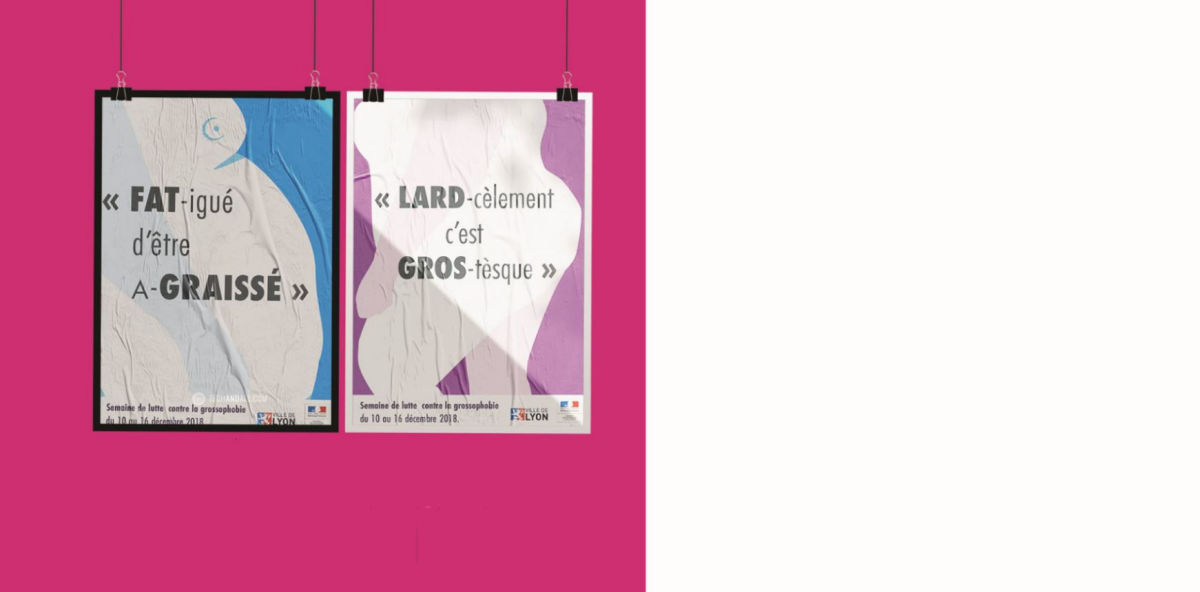 « FAT-igué
d'être
A-GRAISSÉ »
Semaine de lutte contre la grossophobie
du 10 au 16 décembre 2018
VILLE DE
LYON
« LARD-cèlement
c'est
GROS-tèsque »
Semaine de lutte contre la grossophobie
du 10 au 16 décembre 2018.
VILLE DE
LYON